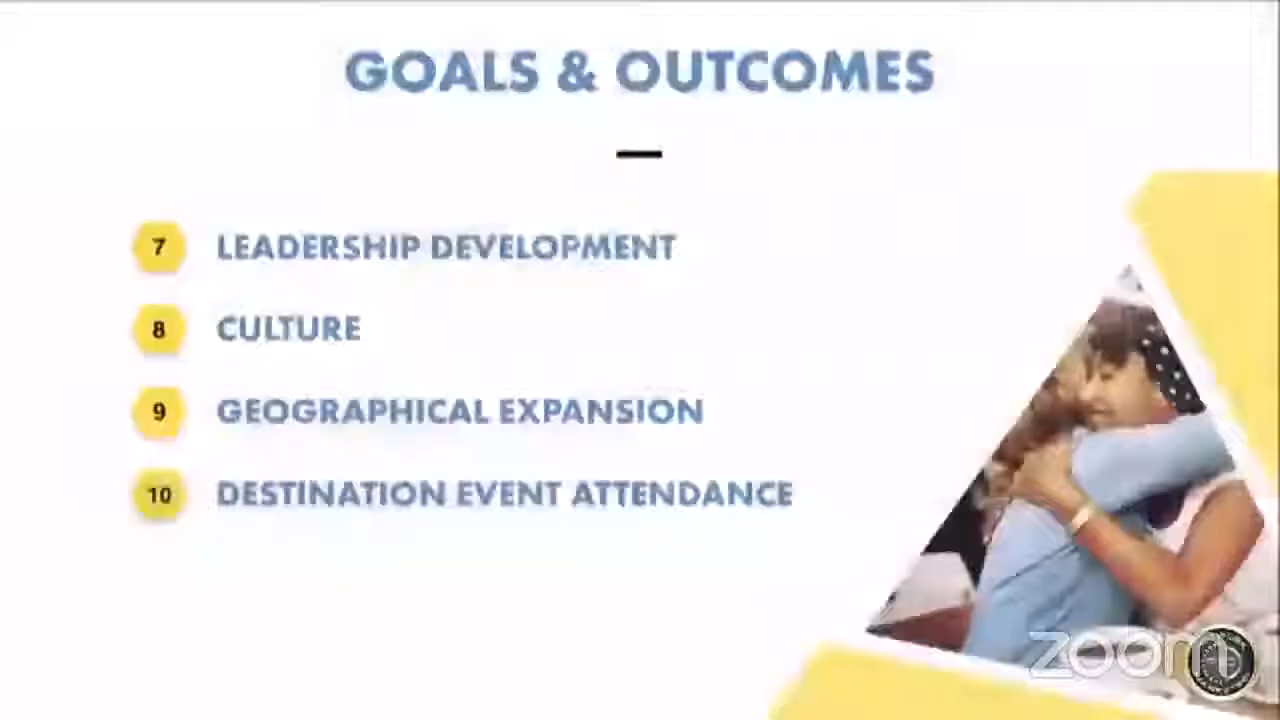 GOALS & OUTCOMES
7 LEADERSHIP DEVELOPMENT
8 CULTURE
9 GEOGRAPHICAL EXPANSION
10 DESTINATION EVENT ATTENDANCE
zoom